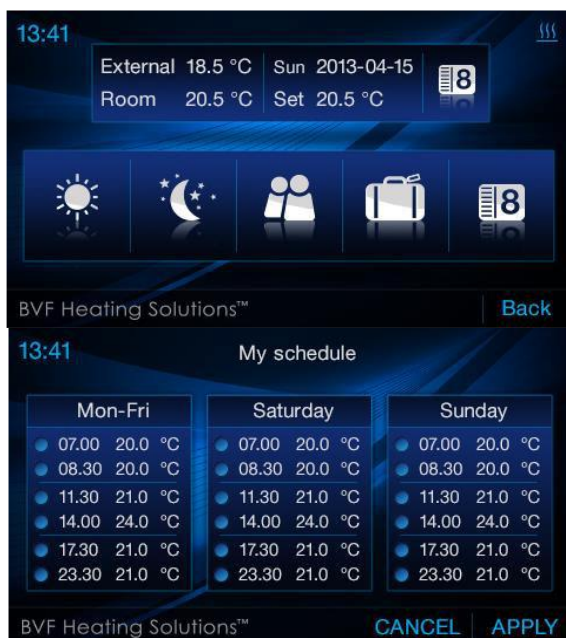 13:41
External 18.5 °C Sun 2013-04-15
8
Room 20.5 °C Set 20.5 °C
8
BVF Heating Solutions™ Back
13:41 My schedule
Mon-Fri Saturday Sunday
07.00 20.0 °C 07.00 20.0 °C 07.00 20.0 °C
08.30 20.0 °C 08.30 20.0 °C 08.30 20.0 °C
11.30 21.0 °C 11.30 21.0 °C 11.30 21.0 °C
14.00 24.0 °C 14.00 24.0 °C 14.00 24.0 °C
17.30 21.0 °C 17.30 21.0 °C 17.30 21.0 °C
23.30 21.0 °C 23.30 21.0 °C 23.30 21.0 °C
BVF Heating Solutions™ CANCEL APPLY